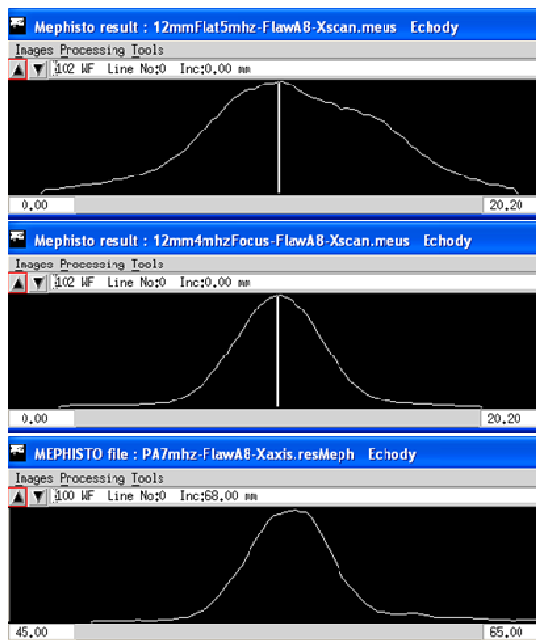 Mephisto result : 12mmFlat5mhz-FlawA8-Xscan.meus Echody
Images Processing Tools
102 WF Line No:0 Inc:0.00 mm
0.00 20.20
Mephisto result : 12mm4mhzFocus-FlawA8-Xscan.meus Echody
Images Processing Tools
102 WF Line No:0 Inc:0.00 mm
0.00 20.20
MEPHISTO file : PA7mhz-FlawA8-Xaxis.resMeph Echody
Images Processing Tools
100 WF Line No:0 Inc:68.00 mm
45.00 65.00